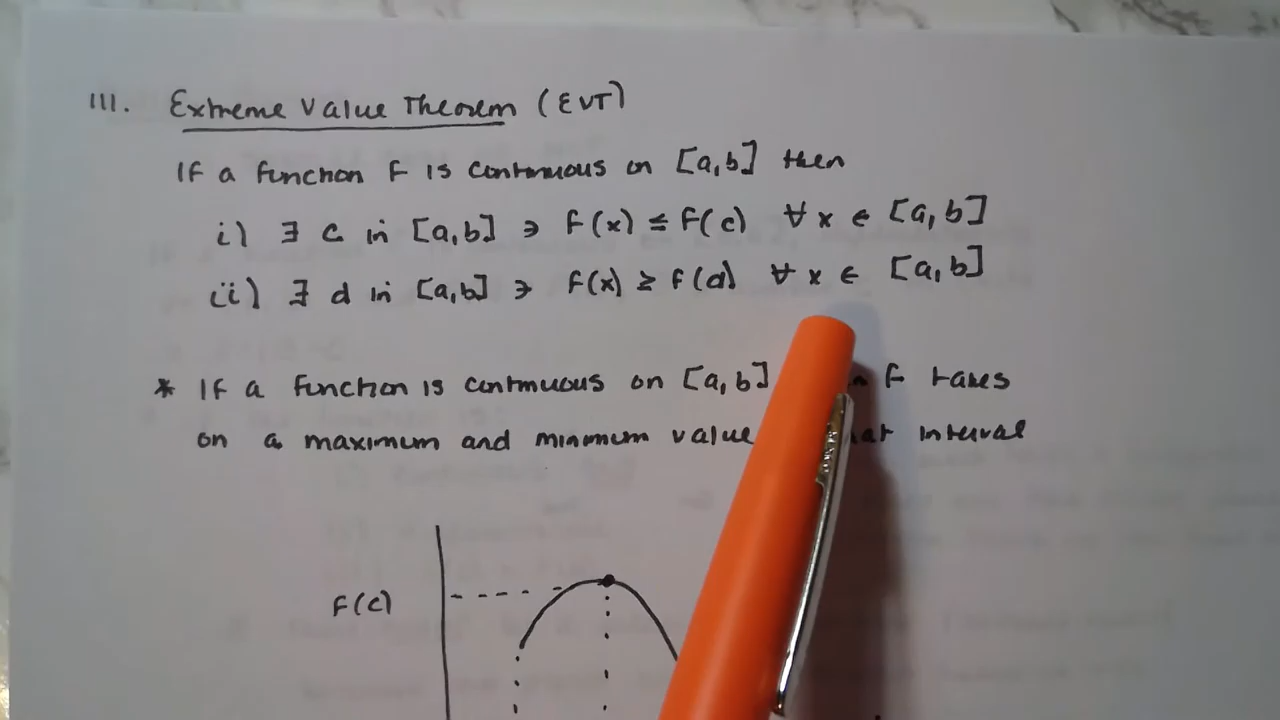 III. Extreme Value Theorem (EVT)
If a function f is continuous on [a,b] then
i) ∃ c in [a,b] ∋ f(x) ≤ f(c) ∀ x ∈ [a,b]
ii) ∃ d in [a,b] ∋ f(x) ≥ f(d) ∀ x ∈ [a,b]
* If a function is continuous on [a,b] f takes
on a maximum and minimum value interval
f(c)